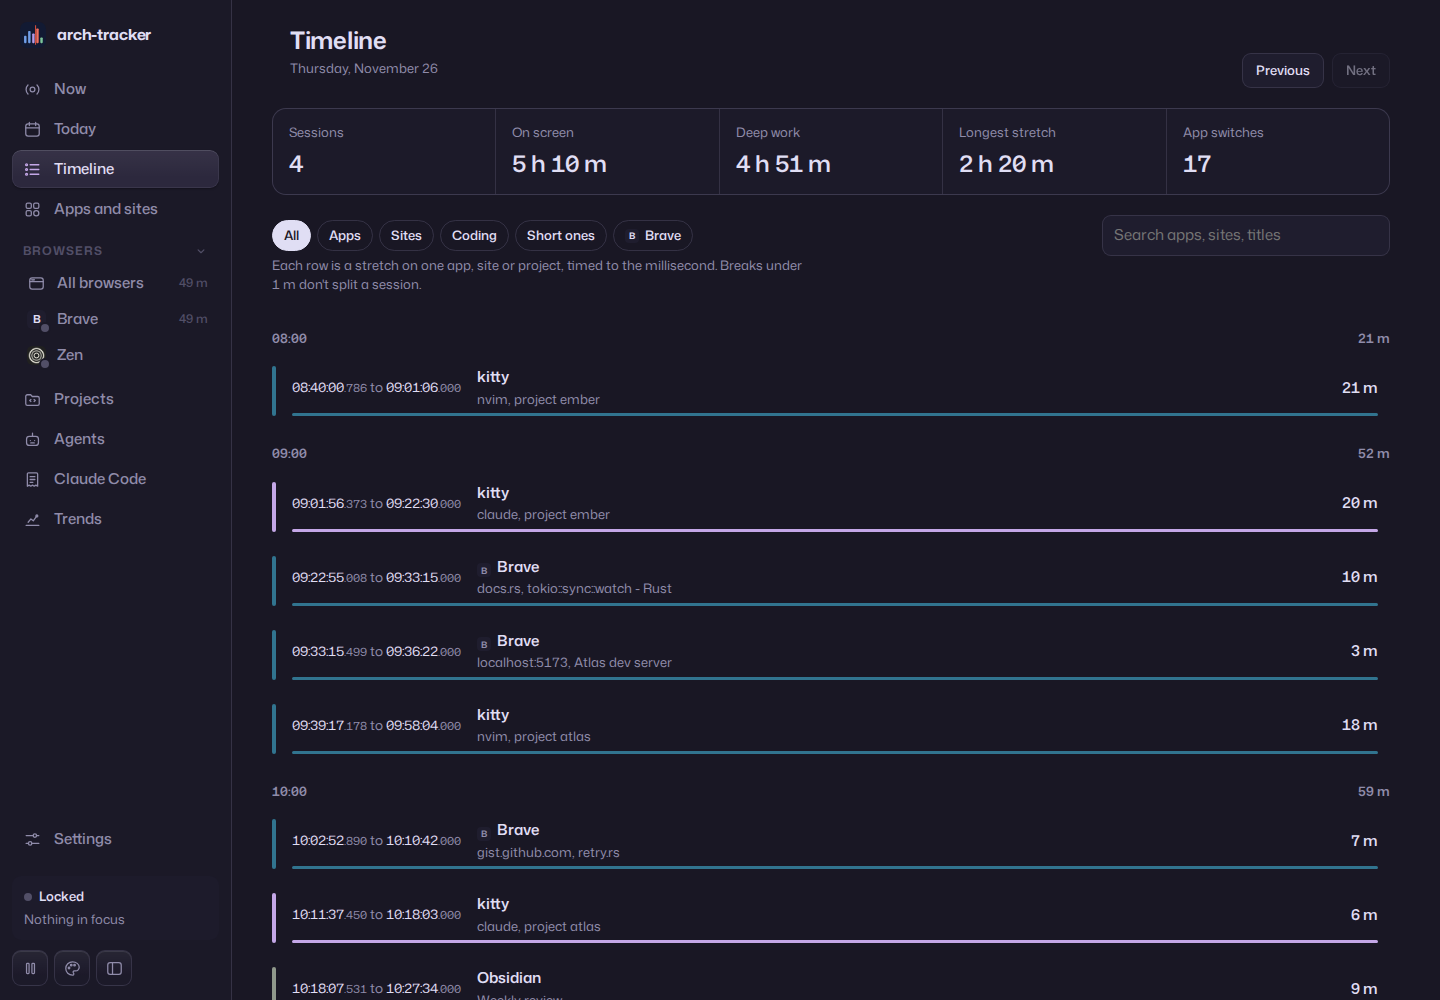 arch-tracker
Now
Today
Timeline
Apps and sites
BROWSERS
All browsers 49 m
B Brave 49 m
Zen
Projects
Agents
Claude Code
Trends
Settings
Locked
Nothing in focus
Timeline
Thursday, November 26
Previous Next
Sessions
4
On screen
5 h 10 m
Deep work
4 h 51 m
Longest stretch
2 h 20 m
App switches
17
All Apps Sites Coding Short ones B Brave
Search apps, sites, titles
Each row is a stretch on one app, site or project, timed to the millisecond. Breaks under
1 m don't split a session.
08:00 21 m
08:40:00.786 to 09:01:06.000 kitty 21 m
nvim, project ember
09:00 52 m
09:01:56.373 to 09:22:30.000 kitty 20 m
claude, project ember
09:22:55.008 to 09:33:15.000 B Brave 10 m
docs.rs, tokio::sync::watch - Rust
09:33:15.499 to 09:36:22.000 B Brave 3 m
localhost:5173, Atlas dev server
09:39:17.178 to 09:58:04.000 kitty 18 m
nvim, project atlas
10:00 59 m
10:02:52.890 to 10:10:42.000 B Brave 7 m
gist.github.com, retry.rs
10:11:37.450 to 10:18:03.000 kitty 6 m
claude, project atlas
10:18:07.531 to 10:27:34.000 Obsidian 9 m
Weekly review